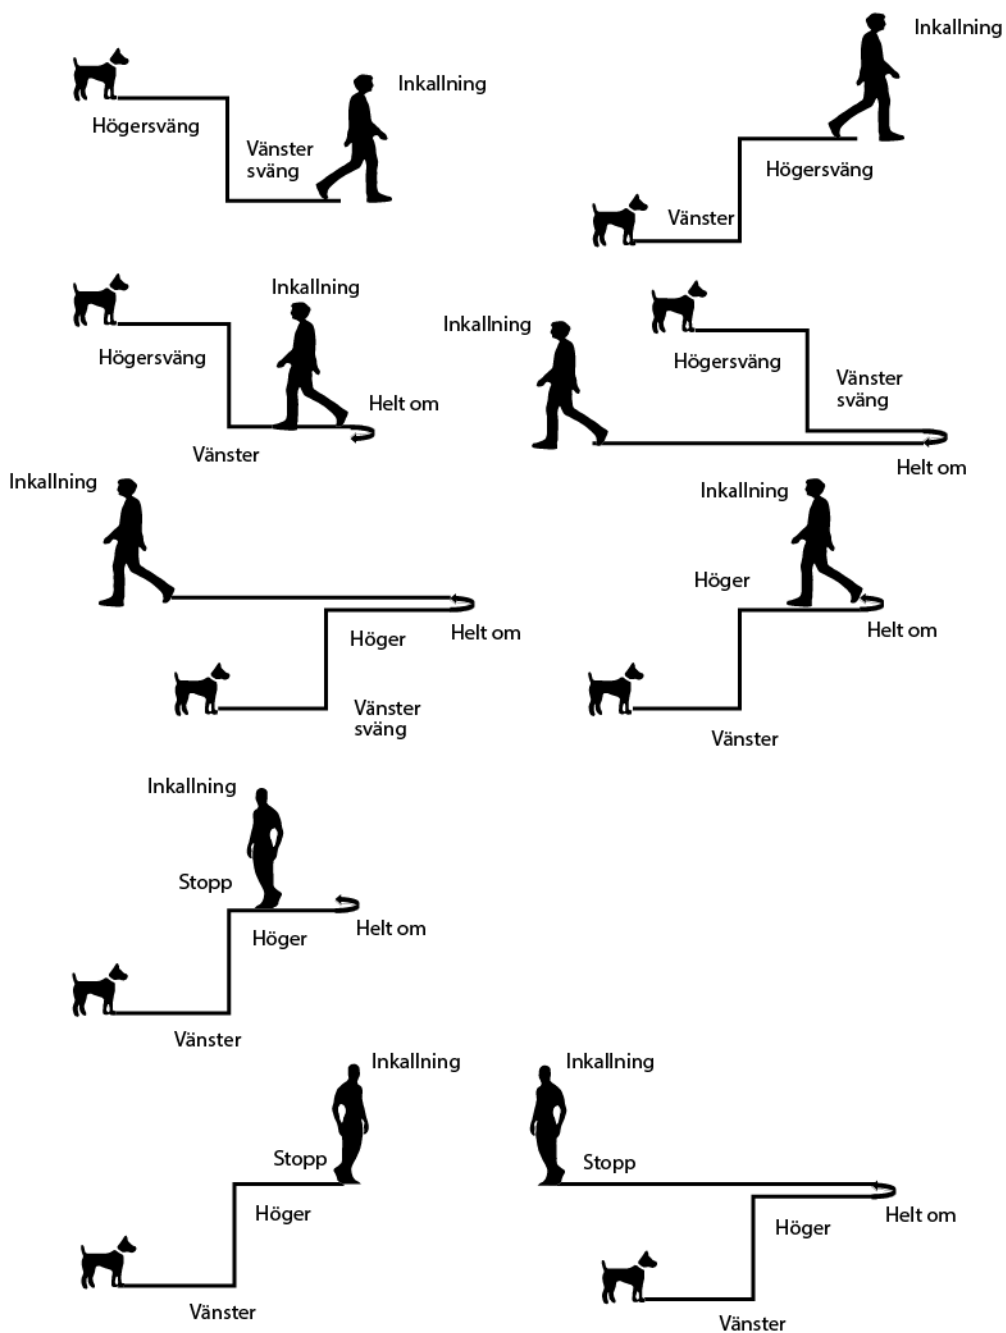 Inkallning
Högersväng
Vänster
sväng
Inkallning
Högersväng
Vänster
Inkallning
Högersväng
Helt om
Vänster
Inkallning
Högersväng
Vänster
sväng
Helt om
Inkallning
Höger
Helt om
Vänster
sväng
Inkallning
Höger
Helt om
Vänster
Inkallning
Stopp
Höger
Helt om
Vänster
Inkallning
Stopp
Höger
Vänster
Inkallning
Stopp
Höger
Helt om
Vänster